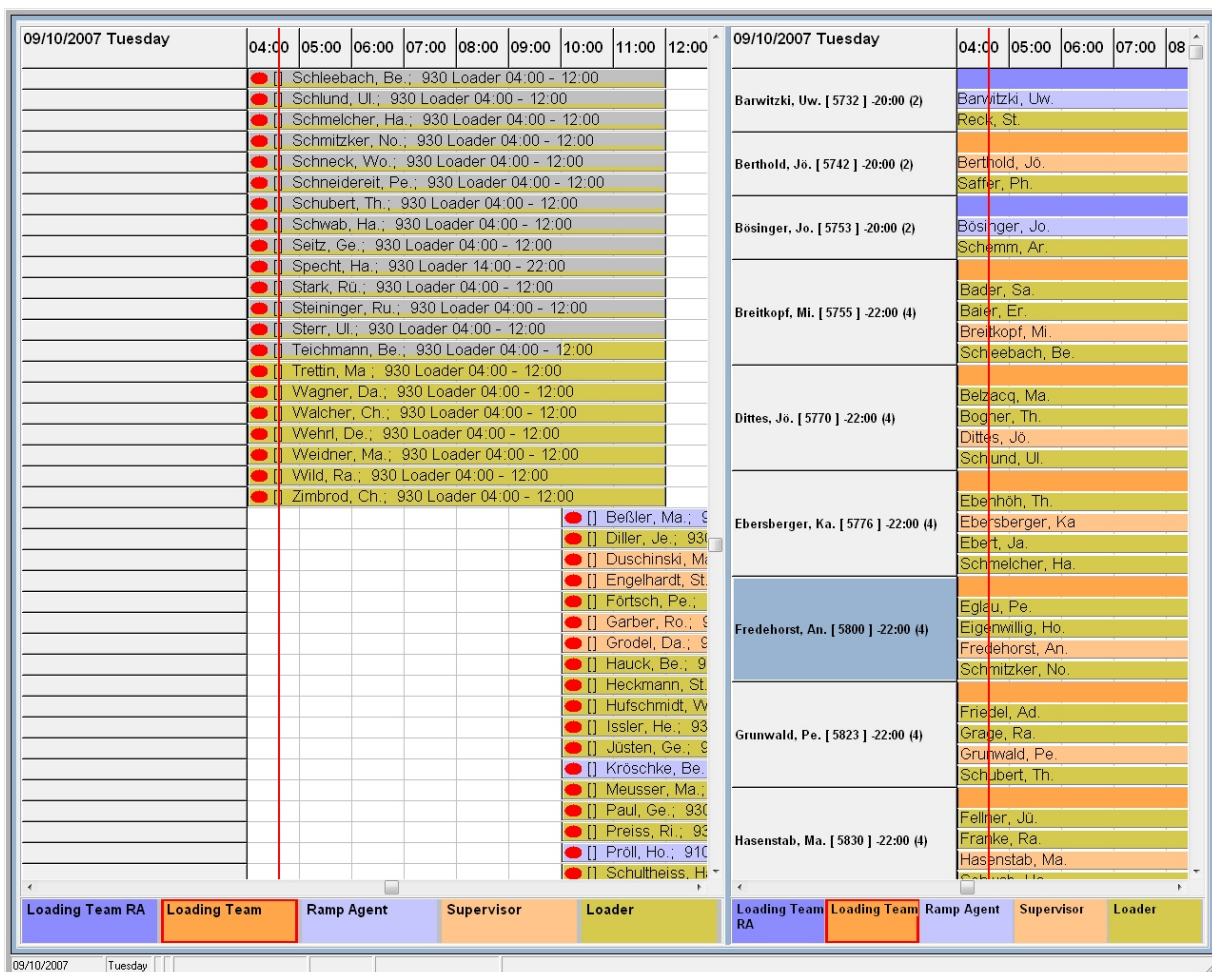 09/10/2007 Tuesday
04:00 05:00 06:00 07:00 08:00 09:00 10:00 11:00 12:00
[] Schleebach, Be.; 930 Loader 04:00 - 12:00
[] Schlund, Ul.; 930 Loader 04:00 - 12:00
[] Schmelcher, Ha.; 930 Loader 04:00 - 12:00
[] Schmitzker, No.; 930 Loader 04:00 - 12:00
[] Schneck, Wo.; 930 Loader 04:00 - 12:00
[] Schneidereit, Pe.; 930 Loader 04:00 - 12:00
[] Schubert, Th.; 930 Loader 04:00 - 12:00
[] Schwab, Ha.; 930 Loader 04:00 - 12:00
[] Seitz, Ge.; 930 Loader 04:00 - 12:00
[] Specht, Ha.; 930 Loader 14:00 - 22:00
[] Stark, Rü.; 930 Loader 04:00 - 12:00
[] Steininger, Ru.; 930 Loader 04:00 - 12:00
[] Sterr, Ul.; 930 Loader 04:00 - 12:00
[] Teichmann, Be.; 930 Loader 04:00 - 12:00
[] Trettin, Ma ; 930 Loader 04:00 - 12:00
[] Wagner, Da.; 930 Loader 04:00 - 12:00
[] Walcher, Ch.; 930 Loader 04:00 - 12:00
[] Wehrl, De.; 930 Loader 04:00 - 12:00
[] Weidner, Ma.; 930 Loader 04:00 - 12:00
[] Wild, Ra.; 930 Loader 04:00 - 12:00
[] Zimbrod, Ch.; 930 Loader 04:00 - 12:00
[] Beßler, Ma.; 9
[] Diller, Je.; 930
[] Duschinski, Ma
[] Engelhardt, St.
[] Förtsch, Pe.;
[] Garber, Ro.; 9
[] Grodel, Da.; 9
[] Hauck, Be.; 9
[] Heckmann, St.
[] Hufschmidt, W
[] Issler, He.; 93
[] Jüsten, Ge.; 9
[] Kröschke, Be.
[] Meusser, Ma.;
[] Paul, Ge.; 930
[] Preiss, Ri.; 93
[] Pröll, Ho.; 910
[] Schultheiss, H
Loading Team RA Loading Team Ramp Agent Supervisor Loader
09/10/2007 Tuesday
04:00 05:00 06:00 07:00 08
Barwitzki, Uw. [ 5732 ] -20:00 (2)
Barwitzki, Uw.
Reck, St.
Berthold, Jö. [ 5742 ] -20:00 (2)
Berthold, Jö.
Saffer, Ph.
Bösinger, Jo. [ 5753 ] -20:00 (2)
Bösinger, Jo.
Schemm, Ar.
Breitkopf, Mi. [ 5755 ] -22:00 (4)
Bader, Sa.
Baier, Er.
Breitkopf, Mi.
Schleebach, Be.
Dittes, Jö. [ 5770 ] -22:00 (4)
Belzacq, Ma.
Bogner, Th.
Dittes, Jö.
Schlund, Ul.
Ebersberger, Ka. [ 5776 ] -22:00 (4)
Ebenhöh, Th.
Ebersberger, Ka
Ebert, Ja.
Schmelcher, Ha.
Fredehorst, An. [ 5800 ] -22:00 (4)
Eglau, Pe.
Eigenwillig, Ho.
Fredehorst, An.
Schmitzker, No.
Grunwald, Pe. [ 5823 ] -22:00 (4)
Friedel, Ad.
Grage, Ra.
Grunwald, Pe.
Schubert, Th.
Hasenstab, Ma. [ 5830 ] -22:00 (4)
Fellner, Jü.
Franke, Ra.
Hasenstab, Ma.
Loading Team RA Loading Team Ramp Agent Supervisor Loader
09/10/2007 Tuesday